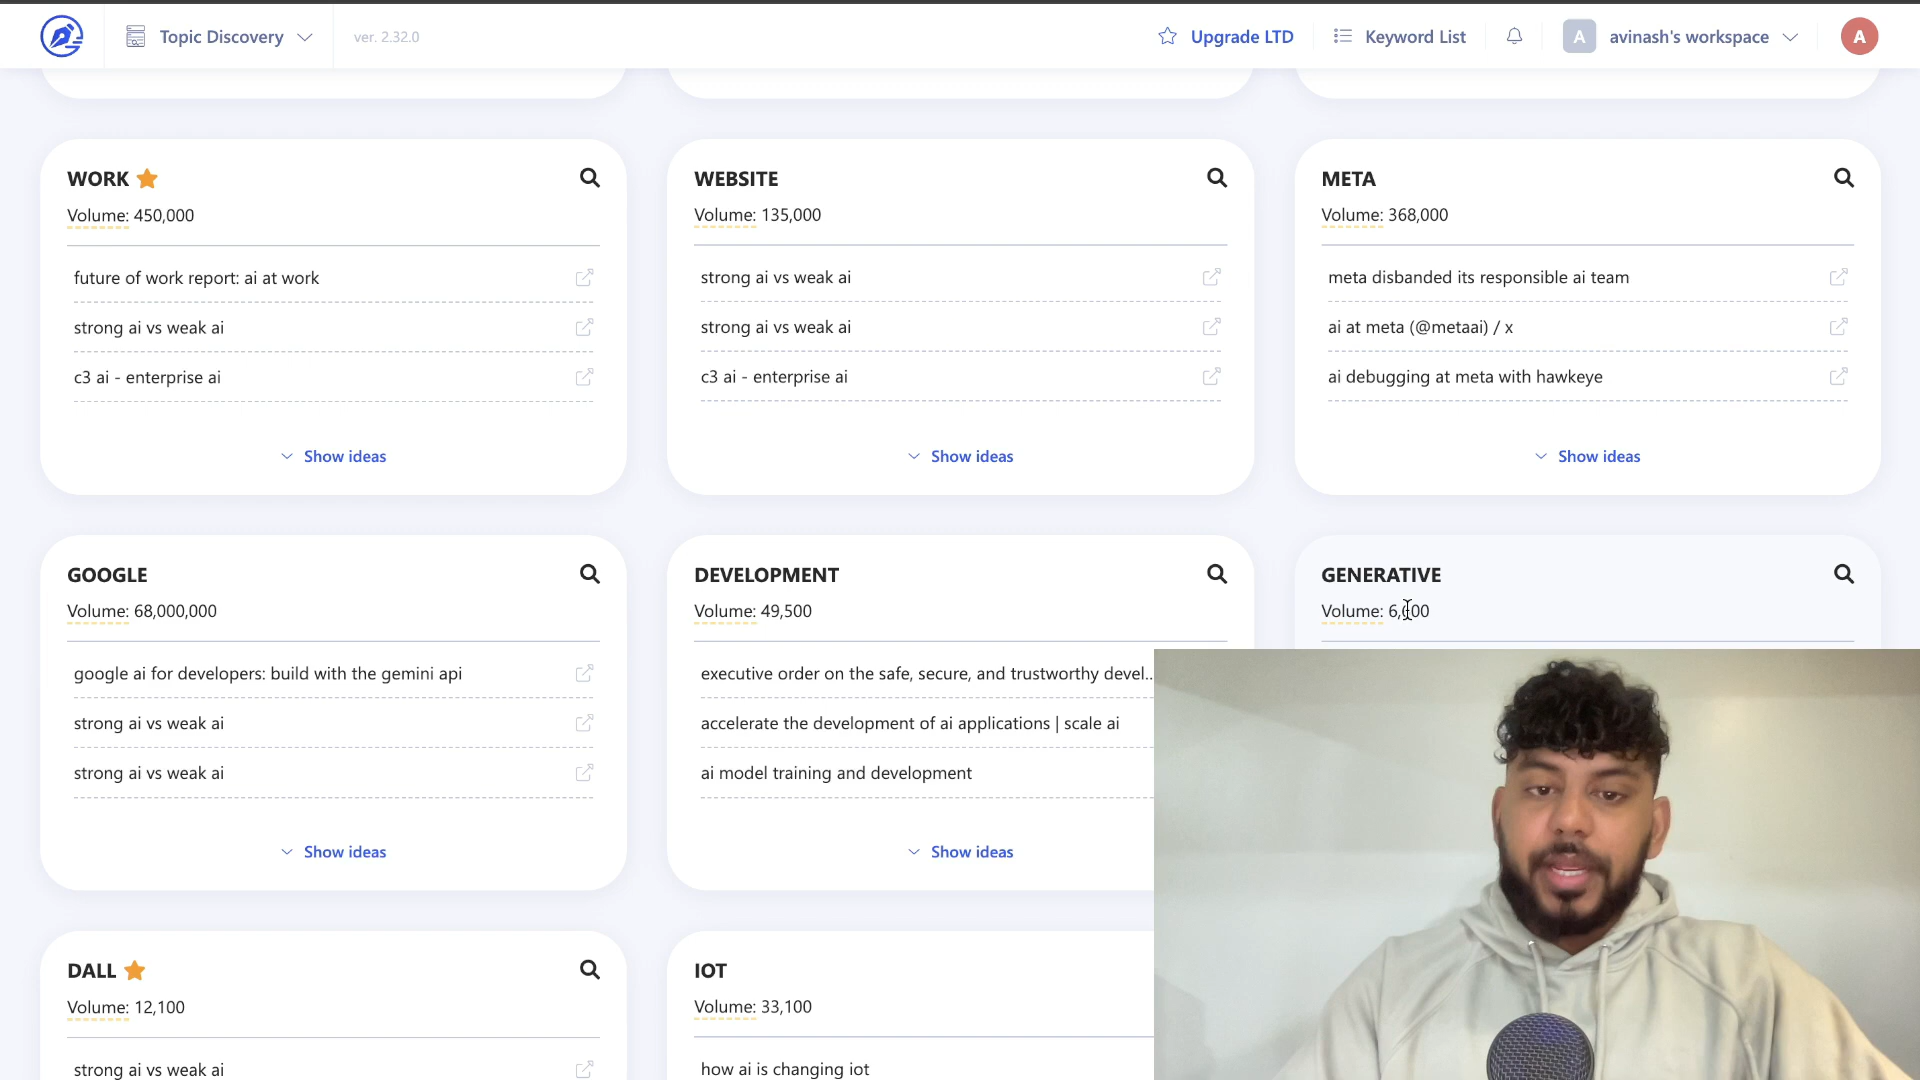 Topic Discovery
ver. 2.32.0
Upgrade LTD
Keyword List
A
avinash's workspace
A
WORK
Volume: 450,000
future of work report: ai at work
strong ai vs weak ai
c3 ai - enterprise ai
Show ideas
WEBSITE
Volume: 135,000
strong ai vs weak ai
strong ai vs weak ai
c3 ai - enterprise ai
Show ideas
META
Volume: 368,000
meta disbanded its responsible ai team
ai at meta (@metaai) / x
ai debugging at meta with hawkeye
Show ideas
GOOGLE
Volume: 68,000,000
google ai for developers: build with the gemini api
strong ai vs weak ai
strong ai vs weak ai
Show ideas
DEVELOPMENT
Volume: 49,500
executive order on the safe, secure, and trustworthy devel..
accelerate the development of ai applications | scale ai
ai model training and development
Show ideas
GENERATIVE
Volume:
DALL
Volume: 12,100
strong ai vs weak ai
IOT
Volume: 33,100
how ai is changing iot